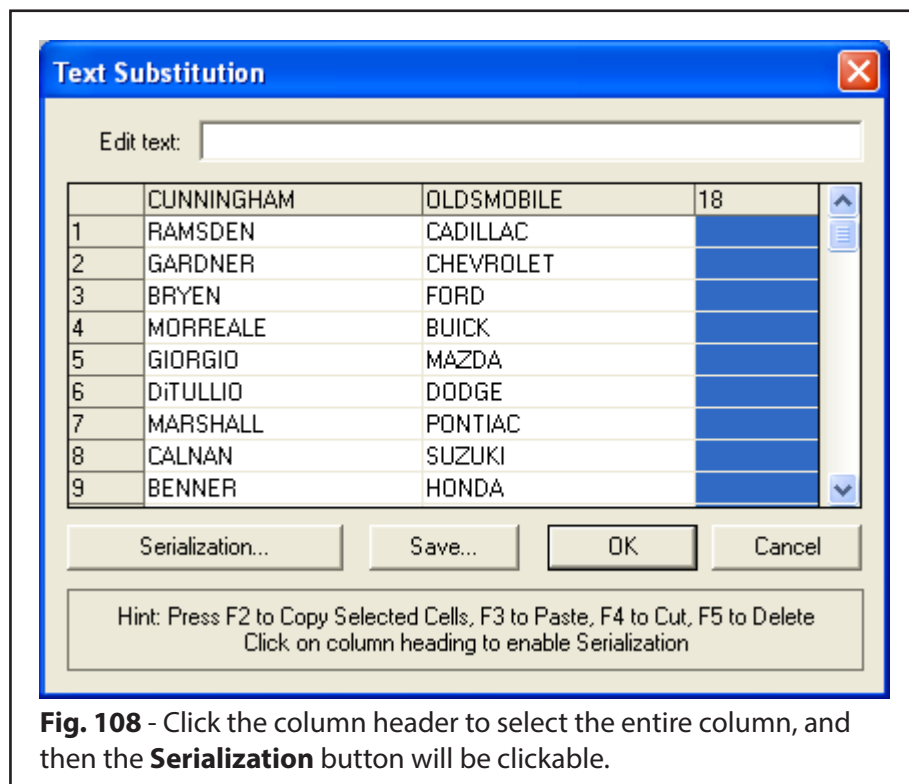 Text Substitution
Edit text:
CUNNINGHAM OLDSMOBILE 18
1 RAMSDEN CADILLAC
2 GARDNER CHEVROLET
3 BRYEN FORD
4 MORREALE BUICK
5 GIORGIO MAZDA
6 DiTULLIO DODGE
7 MARSHALL PONTIAC
8 CALNAN SUZUKI
9 BENNER HONDA
Serialization... Save... OK Cancel
Hint: Press F2 to Copy Selected Cells, F3 to Paste, F4 to Cut, F5 to Delete
Click on column heading to enable Serialization
Fig. 108 - Click the column header to select the entire column, and
then the Serialization button will be clickable.